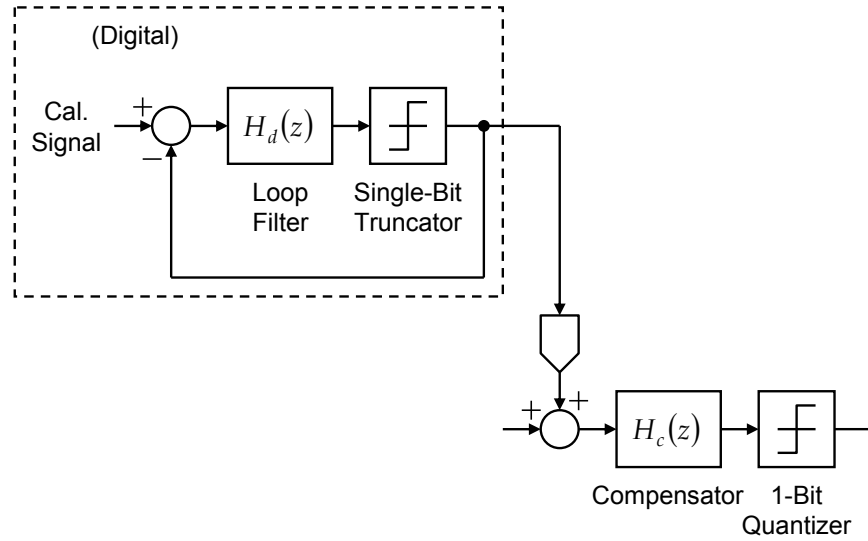 (Digital)
Cal.
Signal
+
−
H_d(z)
Loop
Filter
Single-Bit
Truncator
+
+
H_c(z)
Compensator
1-Bit
Quantizer